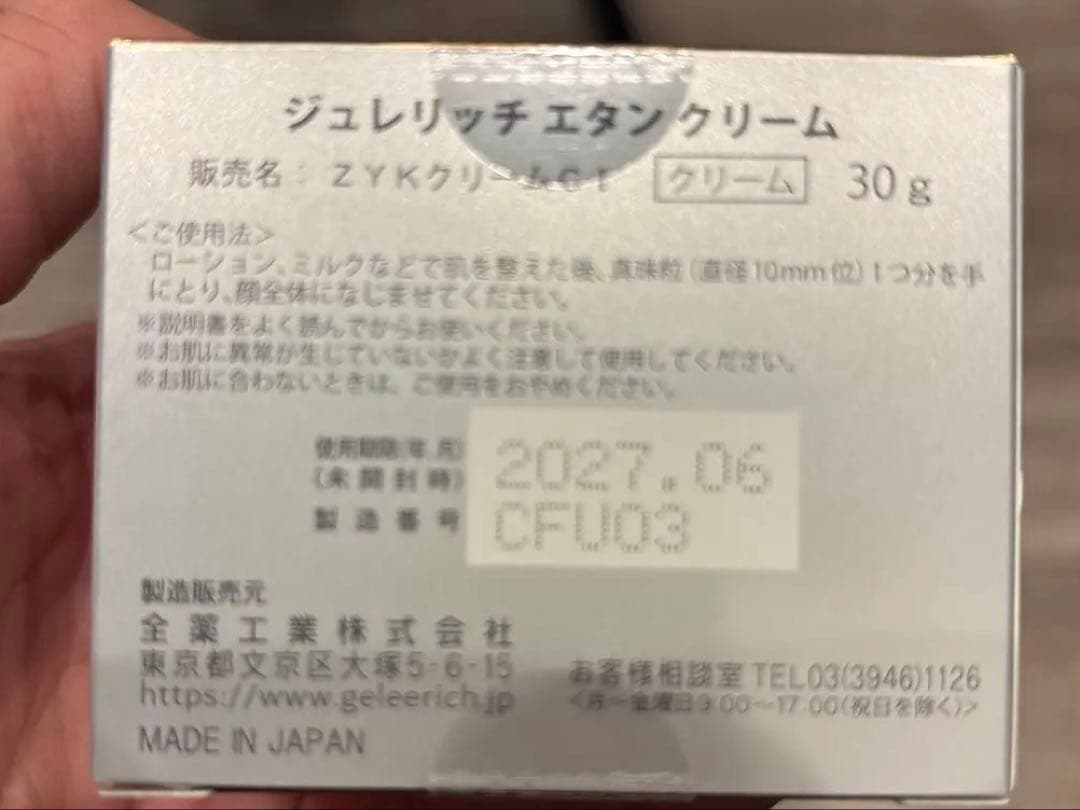 ジュレリッチ エタン クリーム
販売名：ZYKクリームGI クリーム 30g
＜ご使用法＞
ローション、ミルクなどで肌を整えた後、真珠粒(直径10mm位)1つ分を手
にとり、顔全体になじませてください。
※説明書をよく読んでからお使いください。
※お肌に異常が生じていないかよく注意して使用してください。
※お肌に合わないときは、ご使用をおやめください。
使用期限(年.月) 2027.06
(未開封時)
製造番号 CFU03
製造販売元
全薬工業株式会社
東京都文京区大塚5-6-15
https://www.geleerich.jp
お客様相談室 TEL03(3946)1126
＜月〜金曜日9:00〜17:00(祝日を除く)＞
MADE IN JAPAN